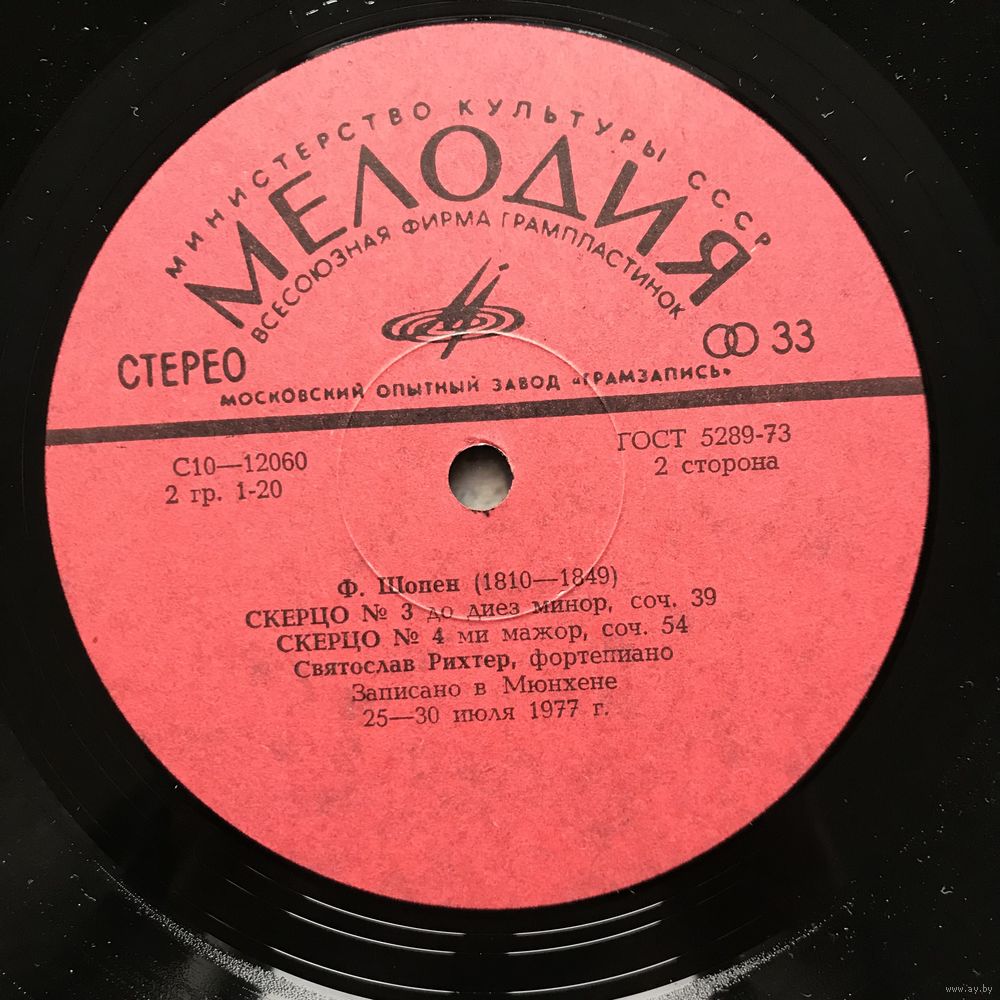 МИНИСТЕРСТВО КУЛЬТУРЫ СССР
МЕЛОДИЯ
ВСЕСОЮЗНАЯ ФИРМА ГРАМПЛАСТИНОК
СТЕРЕО
33
МОСКОВСКИЙ ОПЫТНЫЙ ЗАВОД «ГРАМЗАПИСЬ»
С10—12060
2 гр. 1-20
ГОСТ 5289-73
2 сторона
Ф. Шопен (1810—1849)
СКЕРЦО № 3 до диез минор, соч. 39
СКЕРЦО № 4 ми мажор, соч. 54
Святослав Рихтер, фортепиано
Записано в Мюнхене
25—30 июля 1977 г.
www.ay.by